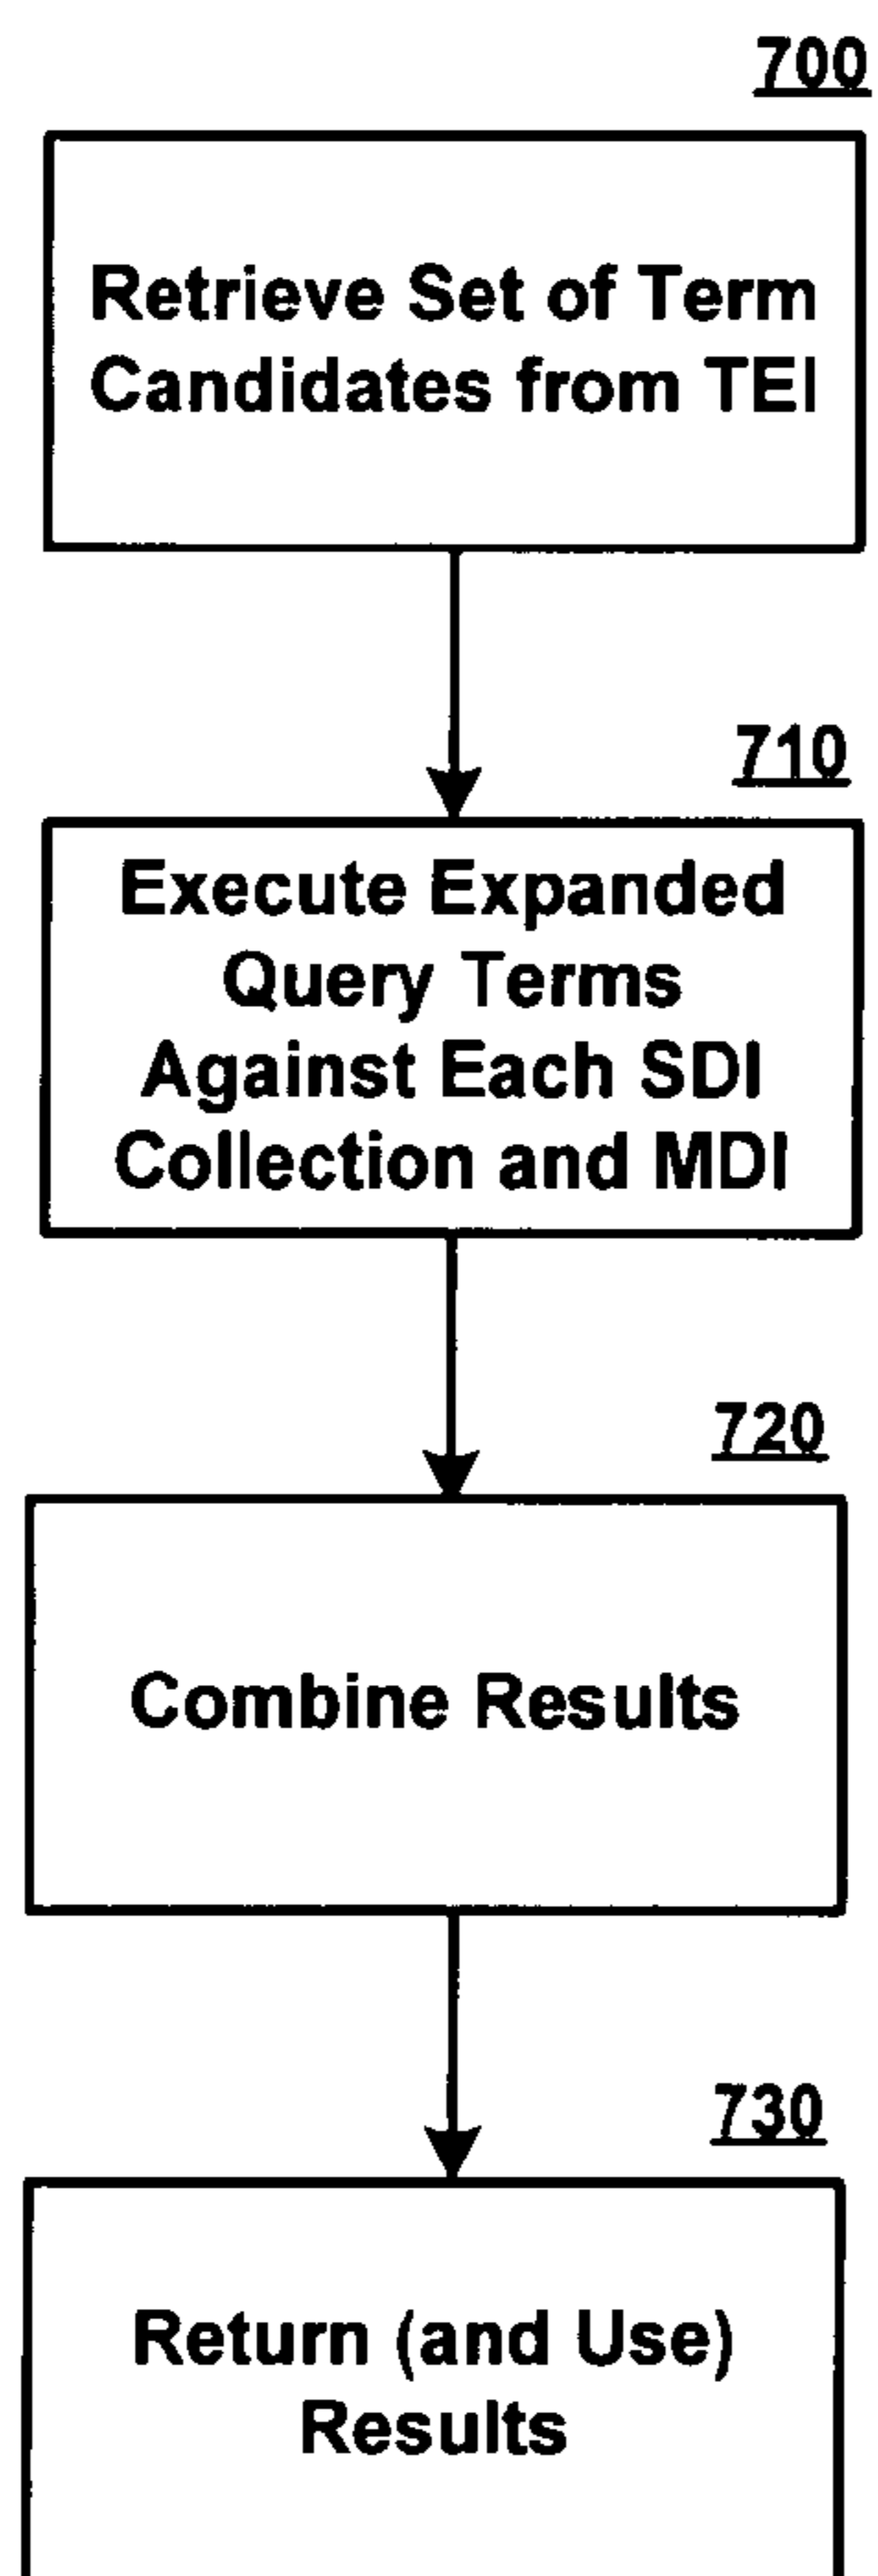 700
Retrieve Set of Term
Candidates from TEI
710
Execute Expanded
Query Terms
Against Each SDI
Collection and MDI
720
Combine Results
730
Return (and Use)
Results